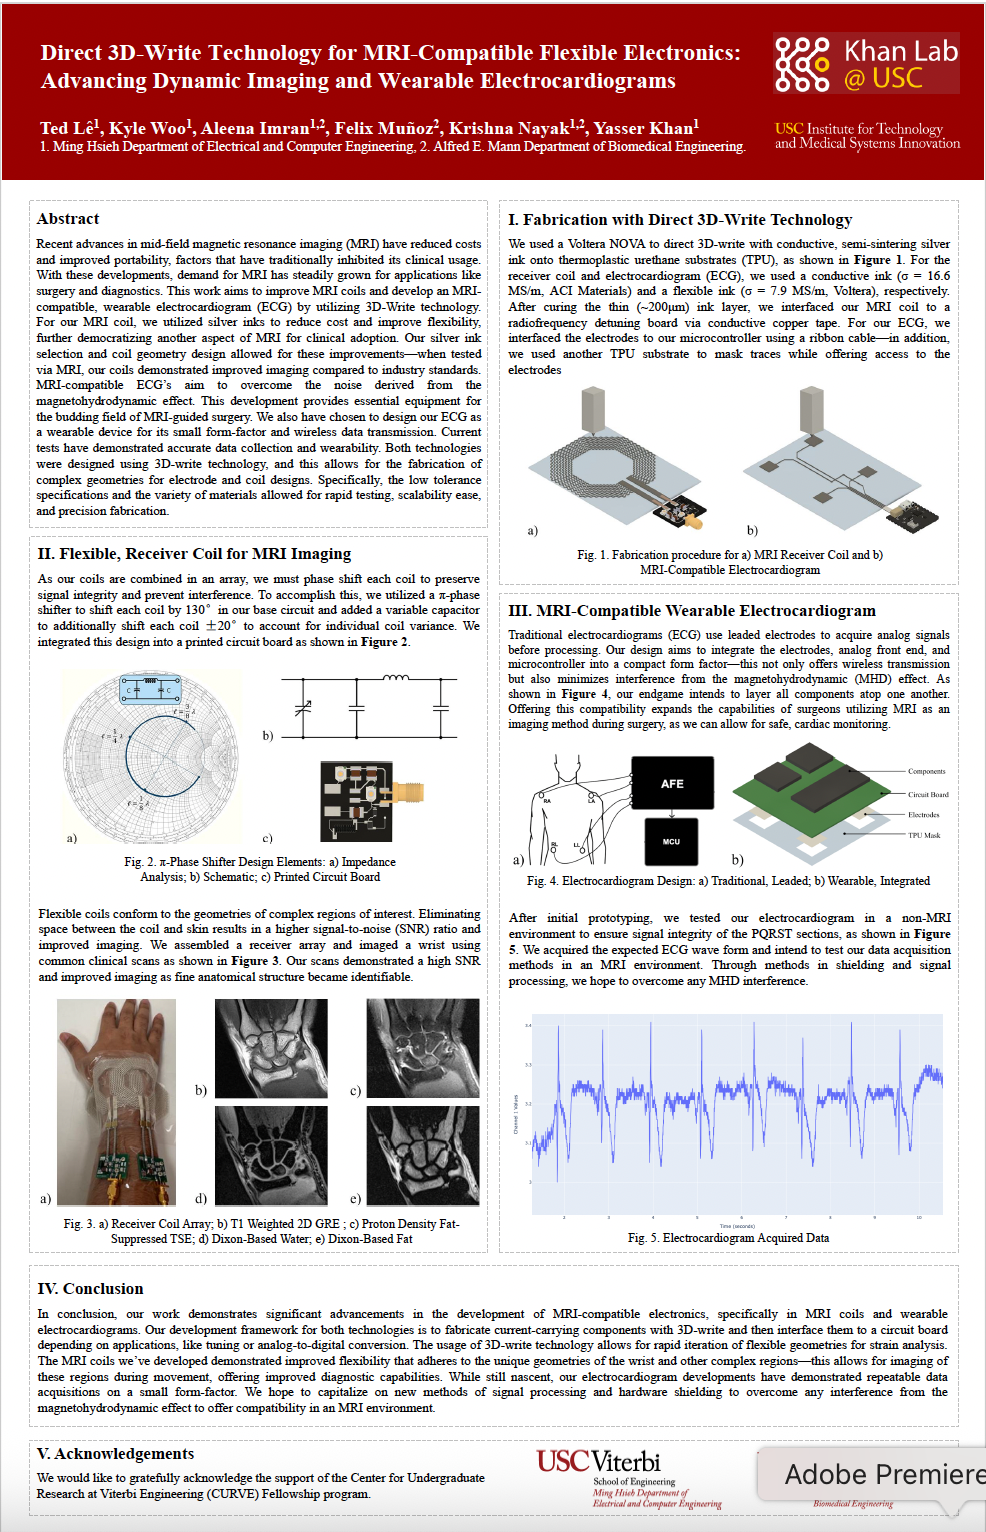 Direct 3D-Write Technology for MRI-Compatible Flexible Electronics:
Advancing Dynamic Imaging and Wearable Electrocardiograms
Ted Lê1, Kyle Woo1, Aleena Imran1,2, Felix Muñoz2, Krishna Nayak1,2, Yasser Khan1
1. Ming Hsieh Department of Electrical and Computer Engineering, 2. Alfred E. Mann Department of Biomedical Engineering.
Khan Lab
@ USC
USC Institute for Technology
and Medical Systems Innovation
Abstract
Recent advances in mid-field magnetic resonance imaging (MRI) have reduced costs
and improved portability, factors that have traditionally inhibited its clinical usage.
With these developments, demand for MRI has steadily grown for applications like
surgery and diagnostics. This work aims to improve MRI coils and develop an MRI-
compatible, wearable electrocardiogram (ECG) by utilizing 3D-Write technology.
For our MRI coil, we utilized silver inks to reduce cost and improve flexibility,
further democratizing another aspect of MRI for clinical adoption. Our silver ink
selection and coil geometry design allowed for these improvements—when tested
via MRI, our coils demonstrated improved imaging compared to industry standards.
MRI-compatible ECG's aim to overcome the noise derived from the
magnetohydrodynamic effect. This development provides essential equipment for
the budding field of MRI-guided surgery. We also have chosen to design our ECG as
a wearable device for its small form-factor and wireless data transmission. Current
tests have demonstrated accurate data collection and wearability. Both technologies
were designed using 3D-write technology, and this allows for the fabrication of
complex geometries for electrode and coil designs. Specifically, the low tolerance
specifications and the variety of materials allowed for rapid testing, scalability ease,
and precision fabrication.
I. Fabrication with Direct 3D-Write Technology
We used a Voltera NOVA to direct 3D-write with conductive, semi-sintering silver
ink onto thermoplastic urethane substrates (TPU), as shown in Figure 1. For the
receiver coil and electrocardiogram (ECG), we used a conductive ink (σ = 16.6
MS/m, ACI Materials) and a flexible ink (σ = 7.9 MS/m, Voltera), respectively.
After curing the thin (~200μm) ink layer, we interfaced our MRI coil to a
radiofrequency detuning board via conductive copper tape. For our ECG, we
interfaced the electrodes to our microcontroller using a ribbon cable—in addition,
we used another TPU substrate to mask traces while offering access to the
electrodes
a)
b)
Fig. 1. Fabrication procedure for a) MRI Receiver Coil and b)
MRI-Compatible Electrocardiogram
II. Flexible, Receiver Coil for MRI Imaging
As our coils are combined in an array, we must phase shift each coil to preserve
signal integrity and prevent interference. To accomplish this, we utilized a π-phase
shifter to shift each coil by 130° in our base circuit and added a variable capacitor
to additionally shift each coil ±20° to account for individual coil variance. We
integrated this design into a printed circuit board as shown in Figure 2.
L
C
C
ℓ = 3/8 λ
ℓ = 1/4 λ
ℓ = 1/8 λ
a)
b)
c)
Fig. 2. π-Phase Shifter Design Elements: a) Impedance
Analysis; b) Schematic; c) Printed Circuit Board
Flexible coils conform to the geometries of complex regions of interest. Eliminating
space between the coil and skin results in a higher signal-to-noise (SNR) ratio and
improved imaging. We assembled a receiver array and imaged a wrist using
common clinical scans as shown in Figure 3. Our scans demonstrated a high SNR
and improved imaging as fine anatomical structure became identifiable.
a)
b)
c)
d)
e)
Fig. 3. a) Receiver Coil Array; b) T1 Weighted 2D GRE ; c) Proton Density Fat-
Suppressed TSE; d) Dixon-Based Water; e) Dixon-Based Fat
III. MRI-Compatible Wearable Electrocardiogram
Traditional electrocardiograms (ECG) use leaded electrodes to acquire analog signals
before processing. Our design aims to integrate the electrodes, analog front end, and
microcontroller into a compact form factor—this not only offers wireless transmission
but also minimizes interference from the magnetohydrodynamic (MHD) effect. As
shown in Figure 4, our endgame intends to layer all components atop one another.
Offering this compatibility expands the capabilities of surgeons utilizing MRI as an
imaging method during surgery, as we can allow for safe, cardiac monitoring.
RA
LA
RL
LL
AFE
MCU
a)
Components
Circuit Board
Electrodes
TPU Mask
b)
Fig. 4. Electrocardiogram Design: a) Traditional, Leaded; b) Wearable, Integrated
After initial prototyping, we tested our electrocardiogram in a non-MRI
environment to ensure signal integrity of the PQRST sections, as shown in Figure
5. We acquired the expected ECG wave form and intend to test our data acquisition
methods in an MRI environment. Through methods in shielding and signal
processing, we hope to overcome any MHD interference.
3.4
3.3
3.2
3.1
3
Channel 1 Values
2 3 4 5 6 7 8 9 10
Time (seconds)
Fig. 5. Electrocardiogram Acquired Data
IV. Conclusion
In conclusion, our work demonstrates significant advancements in the development of MRI-compatible electronics, specifically in MRI coils and wearable
electrocardiograms. Our development framework for both technologies is to fabricate current-carrying components with 3D-write and then interface them to a circuit board
depending on applications, like tuning or analog-to-digital conversion. The usage of 3D-write technology allows for rapid iteration of flexible geometries for strain analysis.
The MRI coils we've developed demonstrated improved flexibility that adheres to the unique geometries of the wrist and other complex regions—this allows for imaging of
these regions during movement, offering improved diagnostic capabilities. While still nascent, our electrocardiogram developments have demonstrated repeatable data
acquisitions on a small form-factor. We hope to capitalize on new methods of signal processing and hardware shielding to overcome any interference from the
magnetohydrodynamic effect to offer compatibility in an MRI environment.
V. Acknowledgements
We would like to gratefully acknowledge the support of the Center for Undergraduate
Research at Viterbi Engineering (CURVE) Fellowship program.
USC Viterbi
School of Engineering
Ming Hsieh Department of
Electrical and Computer Engineering
Adobe Premiere
Biomedical Engineering